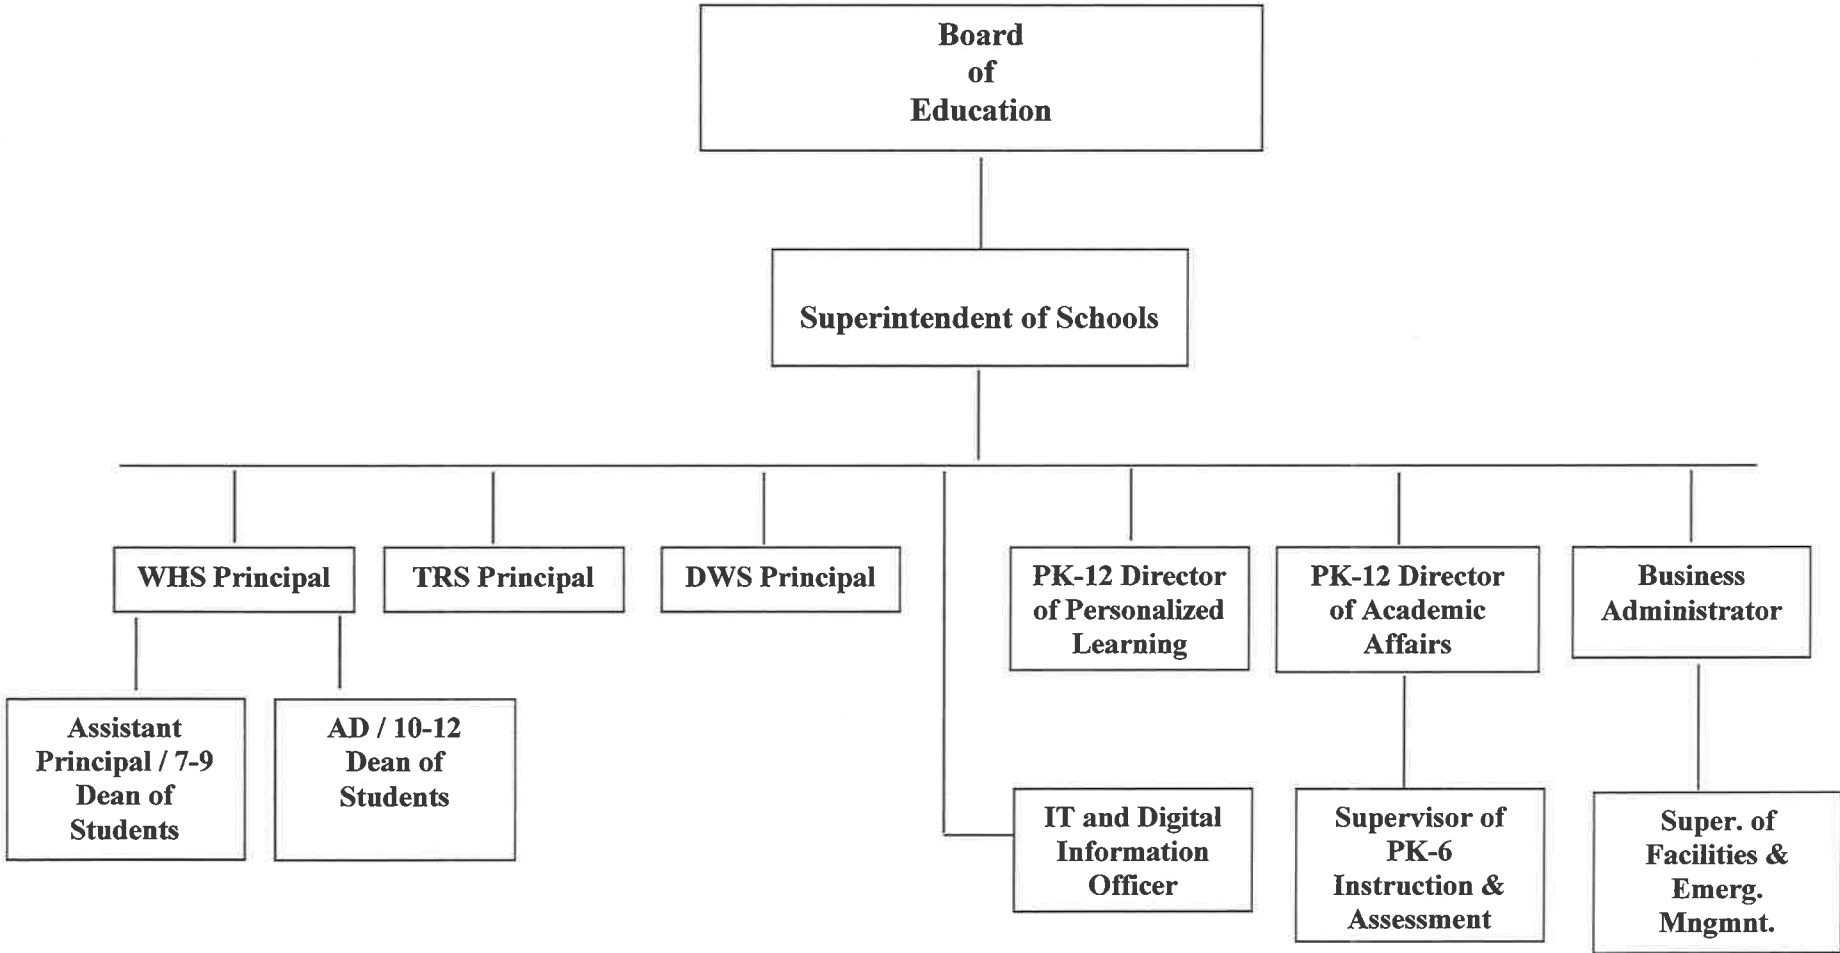 Board
of
Education
Superintendent of Schools
WHS Principal
TRS Principal
DWS Principal
PK-12 Director
of Personalized
Learning
PK-12 Director
of Academic
Affairs
Business
Administrator
Assistant
Principal / 7-9
Dean of
Students
AD / 10-12
Dean of
Students
IT and Digital
Information
Officer
Supervisor of
PK-6
Instruction &
Assessment
Super. of
Facilities &
Emerg.
Mngmnt.